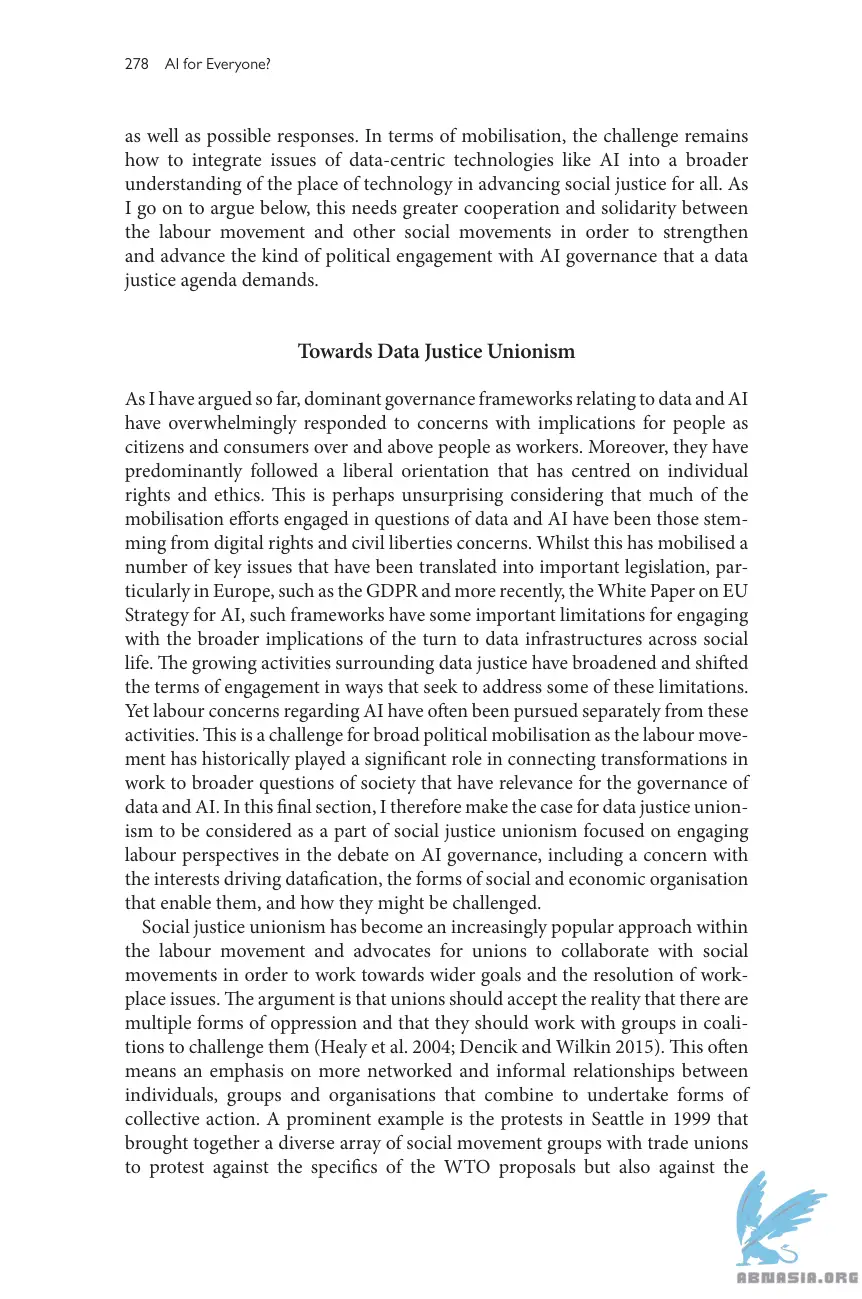 278 AI for Everyone?
as well as possible responses. In terms of mobilisation, the challenge remains
how to integrate issues of data-centric technologies like AI into a broader
understanding of the place of technology in advancing social justice for all. As
I go on to argue below, this needs greater cooperation and solidarity between
the labour movement and other social movements in order to strengthen
and advance the kind of political engagement with AI governance that a data
justice agenda demands.
Towards Data Justice Unionism
As I have argued so far, dominant governance frameworks relating to data and AI
have overwhelmingly responded to concerns with implications for people as
citizens and consumers over and above people as workers. Moreover, they have
predominantly followed a liberal orientation that has centred on individual
rights and ethics. This is perhaps unsurprising considering that much of the
mobilisation efforts engaged in questions of data and AI have been those stem-
ming from digital rights and civil liberties concerns. Whilst this has mobilised a
number of key issues that have been translated into important legislation, par-
ticularly in Europe, such as the GDPR and more recently, the White Paper on EU
Strategy for AI, such frameworks have some important limitations for engaging
with the broader implications of the turn to data infrastructures across social
life. The growing activities surrounding data justice have broadened and shifted
the terms of engagement in ways that seek to address some of these limitations.
Yet labour concerns regarding AI have often been pursued separately from these
activities. This is a challenge for broad political mobilisation as the labour move-
ment has historically played a significant role in connecting transformations in
work to broader questions of society that have relevance for the governance of
data and AI. In this final section, I therefore make the case for data justice union-
ism to be considered as a part of social justice unionism focused on engaging
labour perspectives in the debate on AI governance, including a concern with
the interests driving datafication, the forms of social and economic organisation
that enable them, and how they might be challenged.
Social justice unionism has become an increasingly popular approach within
the labour movement and advocates for unions to collaborate with social
movements in order to work towards wider goals and the resolution of work-
place issues. The argument is that unions should accept the reality that there are
multiple forms of oppression and that they should work with groups in coali-
tions to challenge them (Healy et al. 2004; Dencik and Wilkin 2015). This often
means an emphasis on more networked and informal relationships between
individuals, groups and organisations that combine to undertake forms of
collective action. A prominent example is the protests in Seattle in 1999 that
brought together a diverse array of social movement groups with trade unions
to protest against the specifics of the WTO proposals but also against the
ABNASIA.ORG